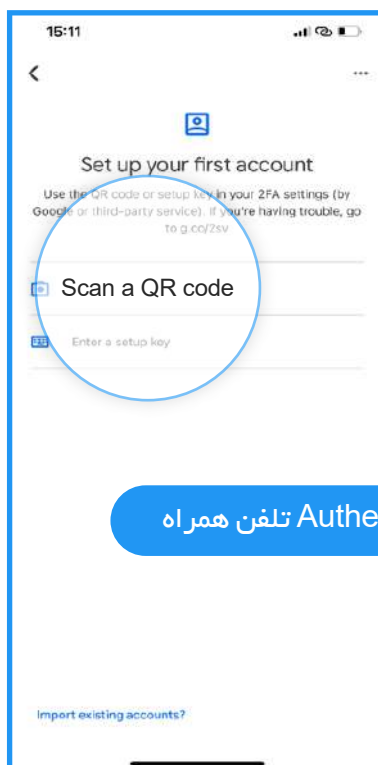 15:11
Set up your first account
Use the QR code or setup key in your 2FA settings (by
Google or third-party service). If you're having trouble, go
to g.co/2sv
Scan a QR code
Enter a setup key
Authe تلفن همراه
Import existing accounts?